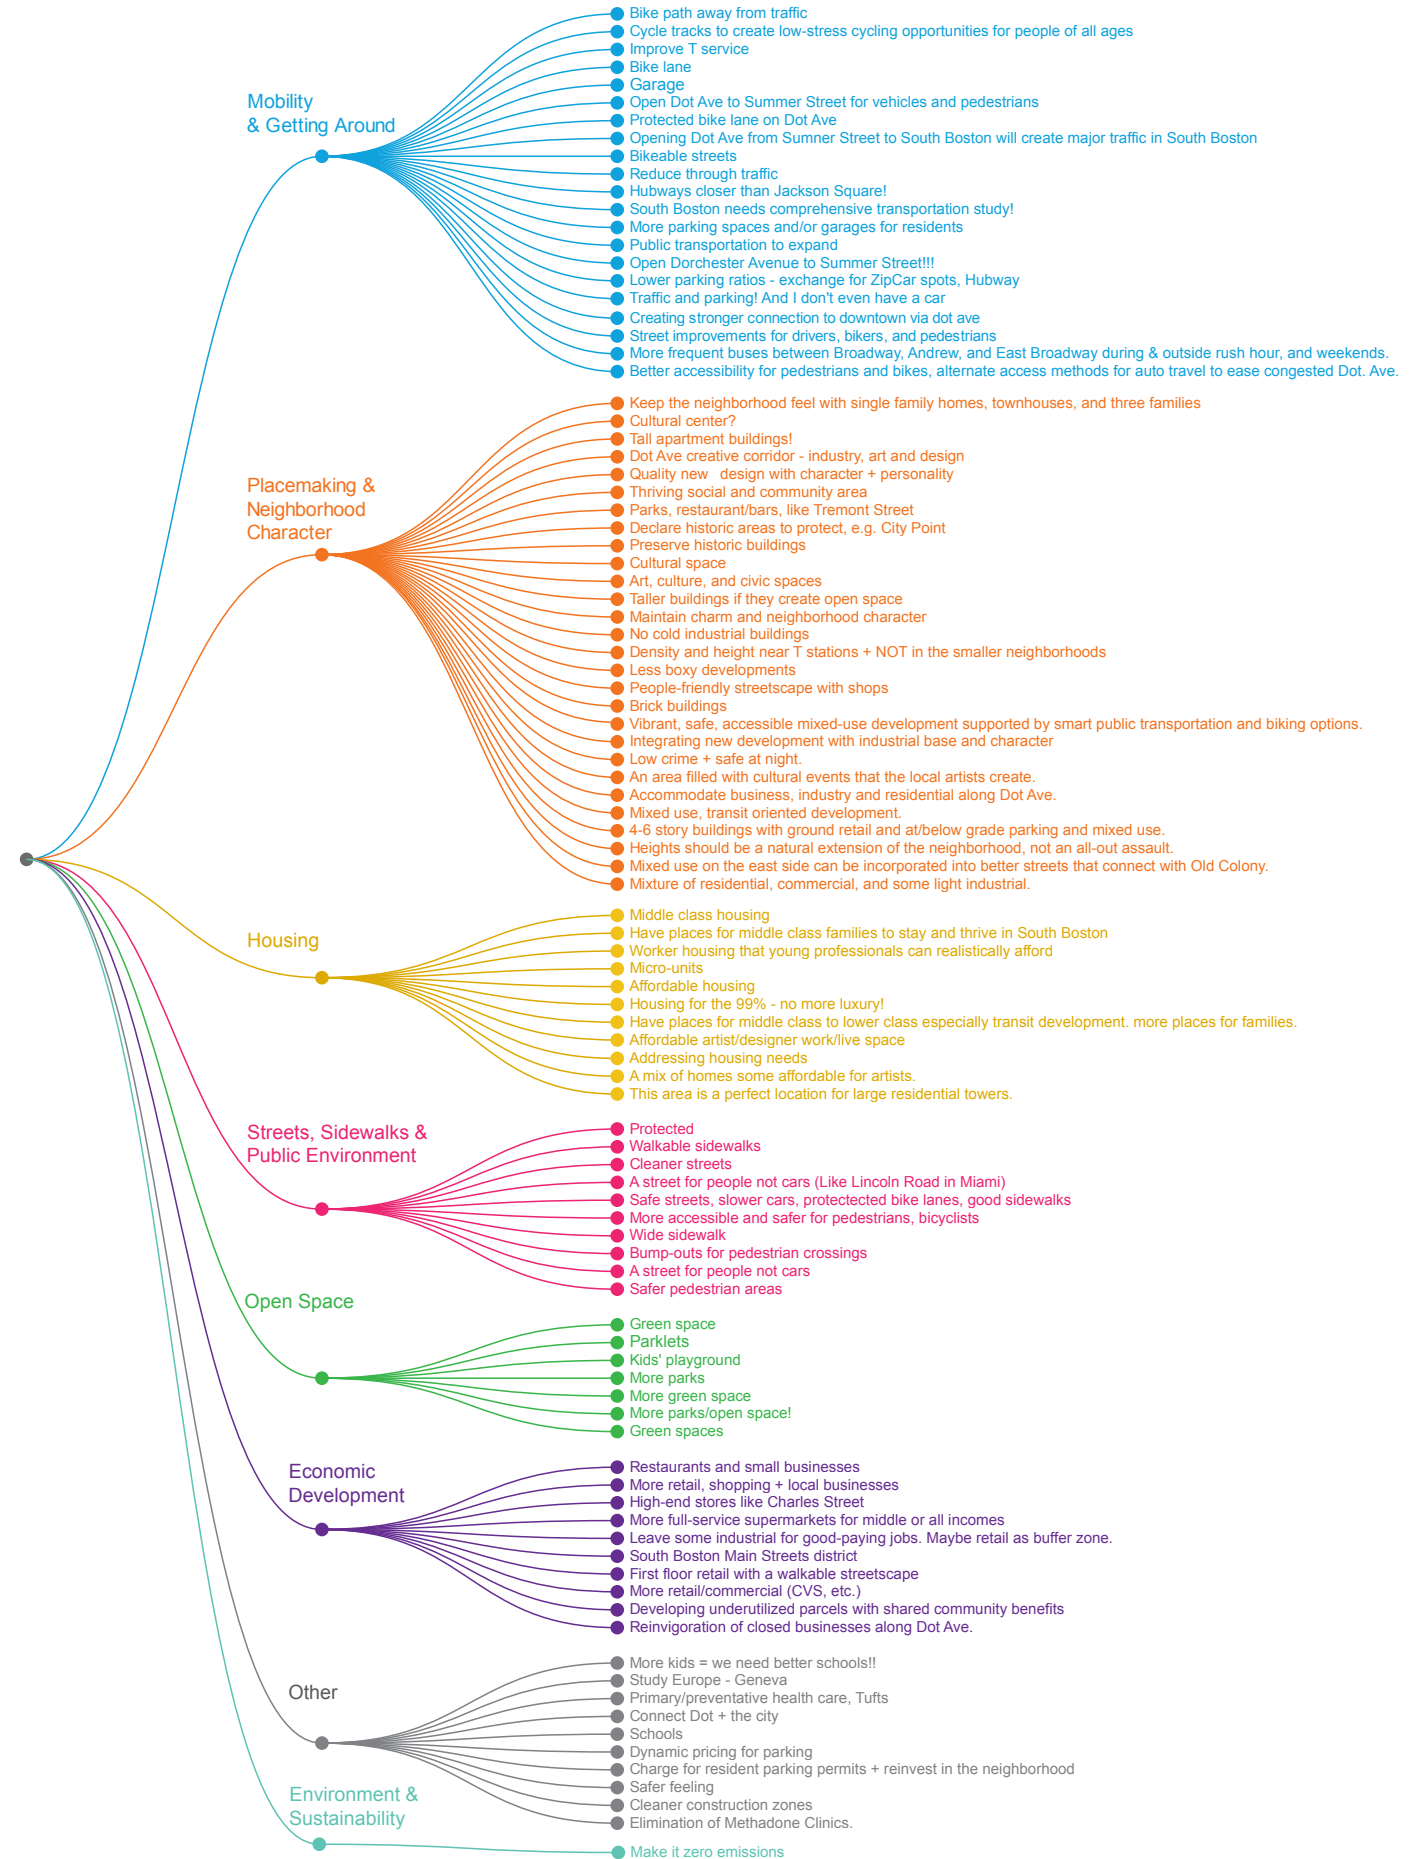 Mobility
& Getting Around
Bike path away from traffic
Cycle tracks to create low-stress cycling opportunities for people of all ages
Improve T service
Bike lane
Garage
Open Dot Ave to Summer Street for vehicles and pedestrians
Protected bike lane on Dot Ave
Opening Dot Ave from Sumner Street to South Boston will create major traffic in South Boston
Bikeable streets
Reduce through traffic
Hubways closer than Jackson Square!
South Boston needs comprehensive transportation study!
More parking spaces and/or garages for residents
Public transportation to expand
Open Dorchester Avenue to Summer Street!!!
Lower parking ratios - exchange for ZipCar spots, Hubway
Traffic and parking! And I don't even have a car
Creating stronger connection to downtown via dot ave
Street improvements for drivers, bikers, and pedestrians
More frequent buses between Broadway, Andrew, and East Broadway during & outside rush hour, and weekends.
Better accessibility for pedestrians and bikes, alternate access methods for auto travel to ease congested Dot. Ave.
Placemaking &
Neighborhood
Character
Keep the neighborhood feel with single family homes, townhouses, and three families
Cultural center?
Tall apartment buildings!
Dot Ave creative corridor - industry, art and design
Quality new design with character + personality
Thriving social and community area
Parks, restaurant/bars, like Tremont Street
Declare historic areas to protect, e.g. City Point
Preserve historic buildings
Cultural space
Art, culture, and civic spaces
Taller buildings if they create open space
Maintain charm and neighborhood character
No cold industrial buildings
Density and height near T stations + NOT in the smaller neighborhoods
Less boxy developments
People-friendly streetscape with shops
Brick buildings
Vibrant, safe, accessible mixed-use development supported by smart public transportation and biking options.
Integrating new development with industrial base and character
Low crime + safe at night.
An area filled with cultural events that the local artists create.
Accommodate business, industry and residential along Dot Ave.
Mixed use, transit oriented development.
4-6 story buildings with ground retail and at/below grade parking and mixed use.
Heights should be a natural extension of the neighborhood, not an all-out assault.
Mixed use on the east side can be incorporated into better streets that connect with Old Colony.
Mixture of residential, commercial, and some light industrial.
Housing
Middle class housing
Have places for middle class families to stay and thrive in South Boston
Worker housing that young professionals can realistically afford
Micro-units
Affordable housing
Housing for the 99% - no more luxury!
Have places for middle class to lower class especially transit development. more places for families.
Affordable artist/designer work/live space
Addressing housing needs
A mix of homes some affordable for artists.
This area is a perfect location for large residential towers.
Streets, Sidewalks &
Public Environment
Protected
Walkable sidewalks
Cleaner streets
A street for people not cars (Like Lincoln Road in Miami)
Safe streets, slower cars, protectected bike lanes, good sidewalks
More accessible and safer for pedestrians, bicyclists
Wide sidewalk
Bump-outs for pedestrian crossings
A street for people not cars
Safer pedestrian areas
Open Space
Green space
Parklets
Kids' playground
More parks
More green space
More parks/open space!
Green spaces
Economic
Development
Restaurants and small businesses
More retail, shopping + local businesses
High-end stores like Charles Street
More full-service supermarkets for middle or all incomes
Leave some industrial for good-paying jobs. Maybe retail as buffer zone.
South Boston Main Streets district
First floor retail with a walkable streetscape
More retail/commercial (CVS, etc.)
Developing underutilized parcels with shared community benefits
Reinvigoration of closed businesses along Dot Ave.
Other
More kids = we need better schools!!
Study Europe - Geneva
Primary/preventative health care, Tufts
Connect Dot + the city
Schools
Dynamic pricing for parking
Charge for resident parking permits + reinvest in the neighborhood
Safer feeling
Cleaner construction zones
Elimination of Methadone Clinics.
Environment &
Sustainability
Make it zero emissions